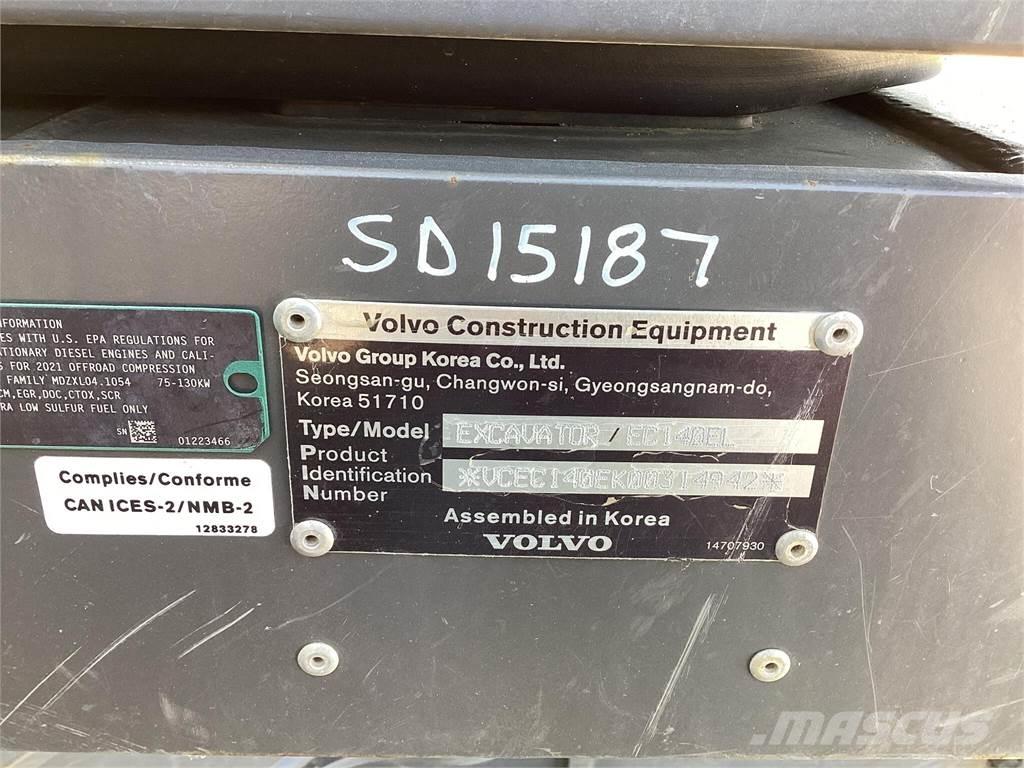 SD15187
NFORMATION
ES WITH U.S. EPA REGULATIONS FOR
TIONARY DIESEL ENGINES AND CALI-
S FOR 2021 OFFROAD COMPRESSION
FAMILY MDZXL04.1054 75-130KW
CM,EGR,DOC,CTOX,SCR
RA LOW SULFUR FUEL ONLY
SN 01223466
Complies/Conforme
CAN ICES-2/NMB-2
12833278
Volvo Construction Equipment
Volvo Group Korea Co., Ltd.
Seongsan-gu, Changwon-si, Gyeongsangnam-do,
Korea 51710
Type/Model EXCAVATOR / EC140EL
Product
Identification *VCEC140EK00314942*
Number
Assembled in Korea
VOLVO 14707930
MASCUS